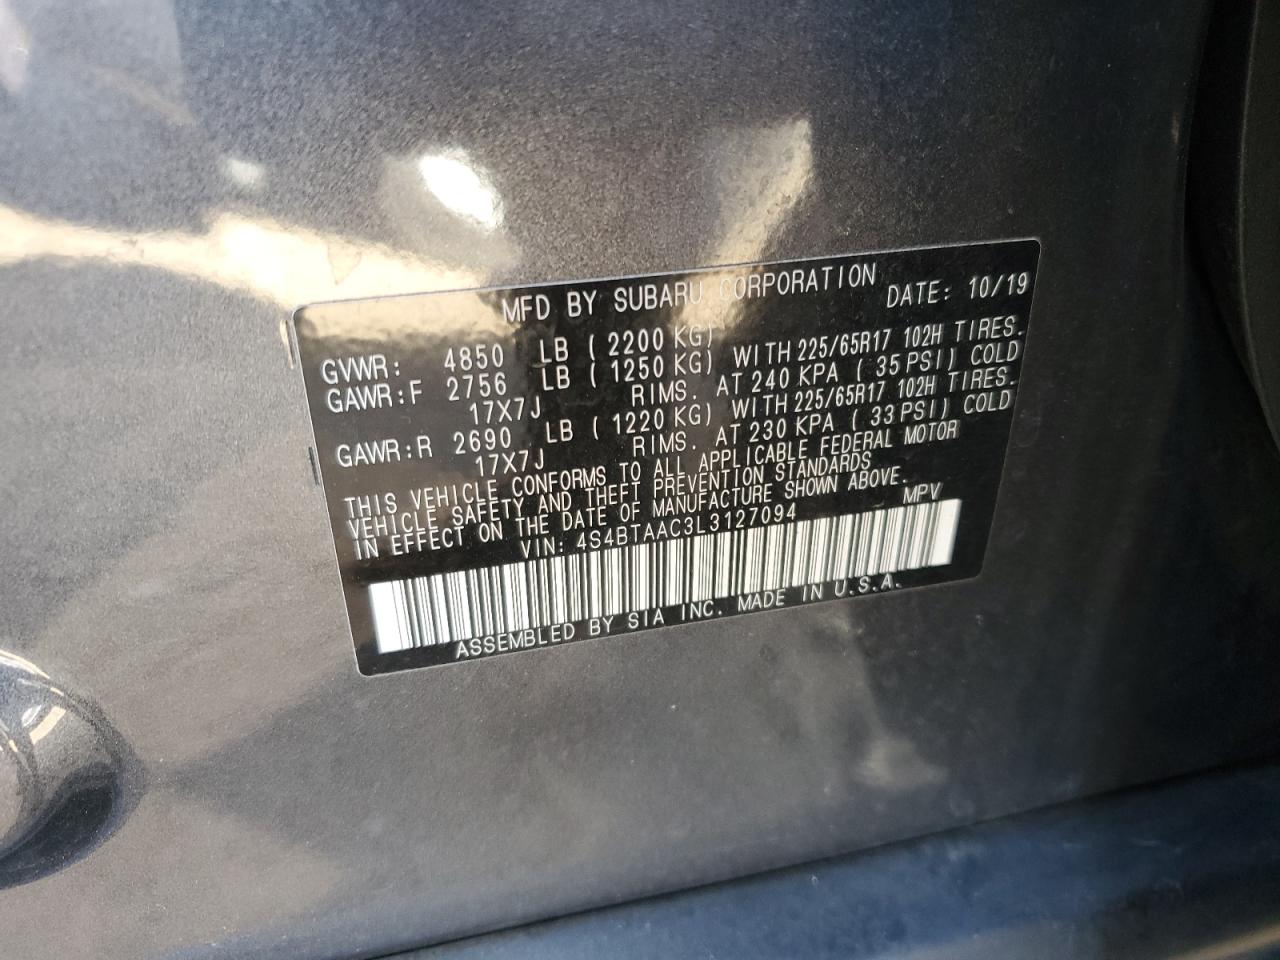 MFD BY SUBARU CORPORATION DATE: 10/19
GVWR: 4850 LB ( 2200 KG)
GAWR:F 2756 LB ( 1250 KG) WITH 225/65R17 102H TIRES.
17X7J RIMS. AT 240 KPA ( 35 PSI) COLD
GAWR:R 2690 LB ( 1220 KG) WITH 225/65R17 102H TIRES.
17X7J RIMS. AT 230 KPA ( 33 PSI) COLD
THIS VEHICLE CONFORMS TO ALL APPLICABLE FEDERAL MOTOR
VEHICLE SAFETY AND THEFT PREVENTION STANDARDS
IN EFFECT ON THE DATE OF MANUFACTURE SHOWN ABOVE.
VIN: 4S4BTAAC3L3127094 MPV
ASSEMBLED BY SIA INC. MADE IN U.S.A.